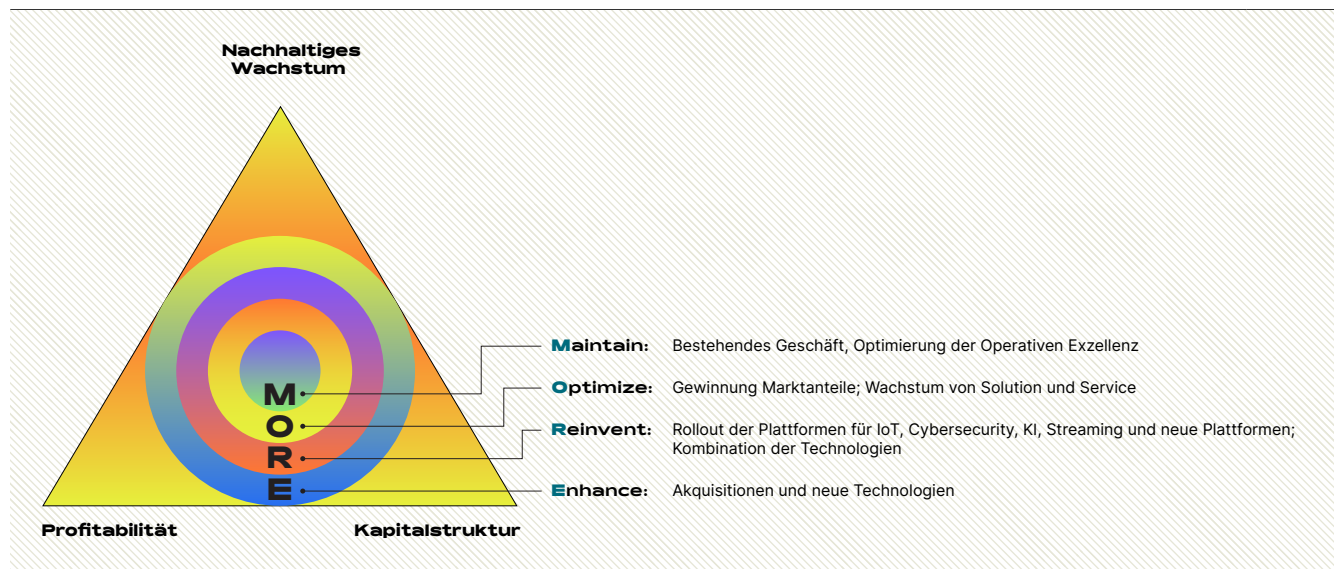 Nachhaltiges
Wachstum
M
O
R
E
Profitabilität
Kapitalstruktur
Maintain: Bestehendes Geschäft, Optimierung der Operativen Exzellenz
Optimize: Gewinnung Marktanteile; Wachstum von Solution und Service
Reinvent: Rollout der Plattformen für IoT, Cybersecurity, KI, Streaming und neue Plattformen;
Kombination der Technologien
Enhance: Akquisitionen und neue Technologien